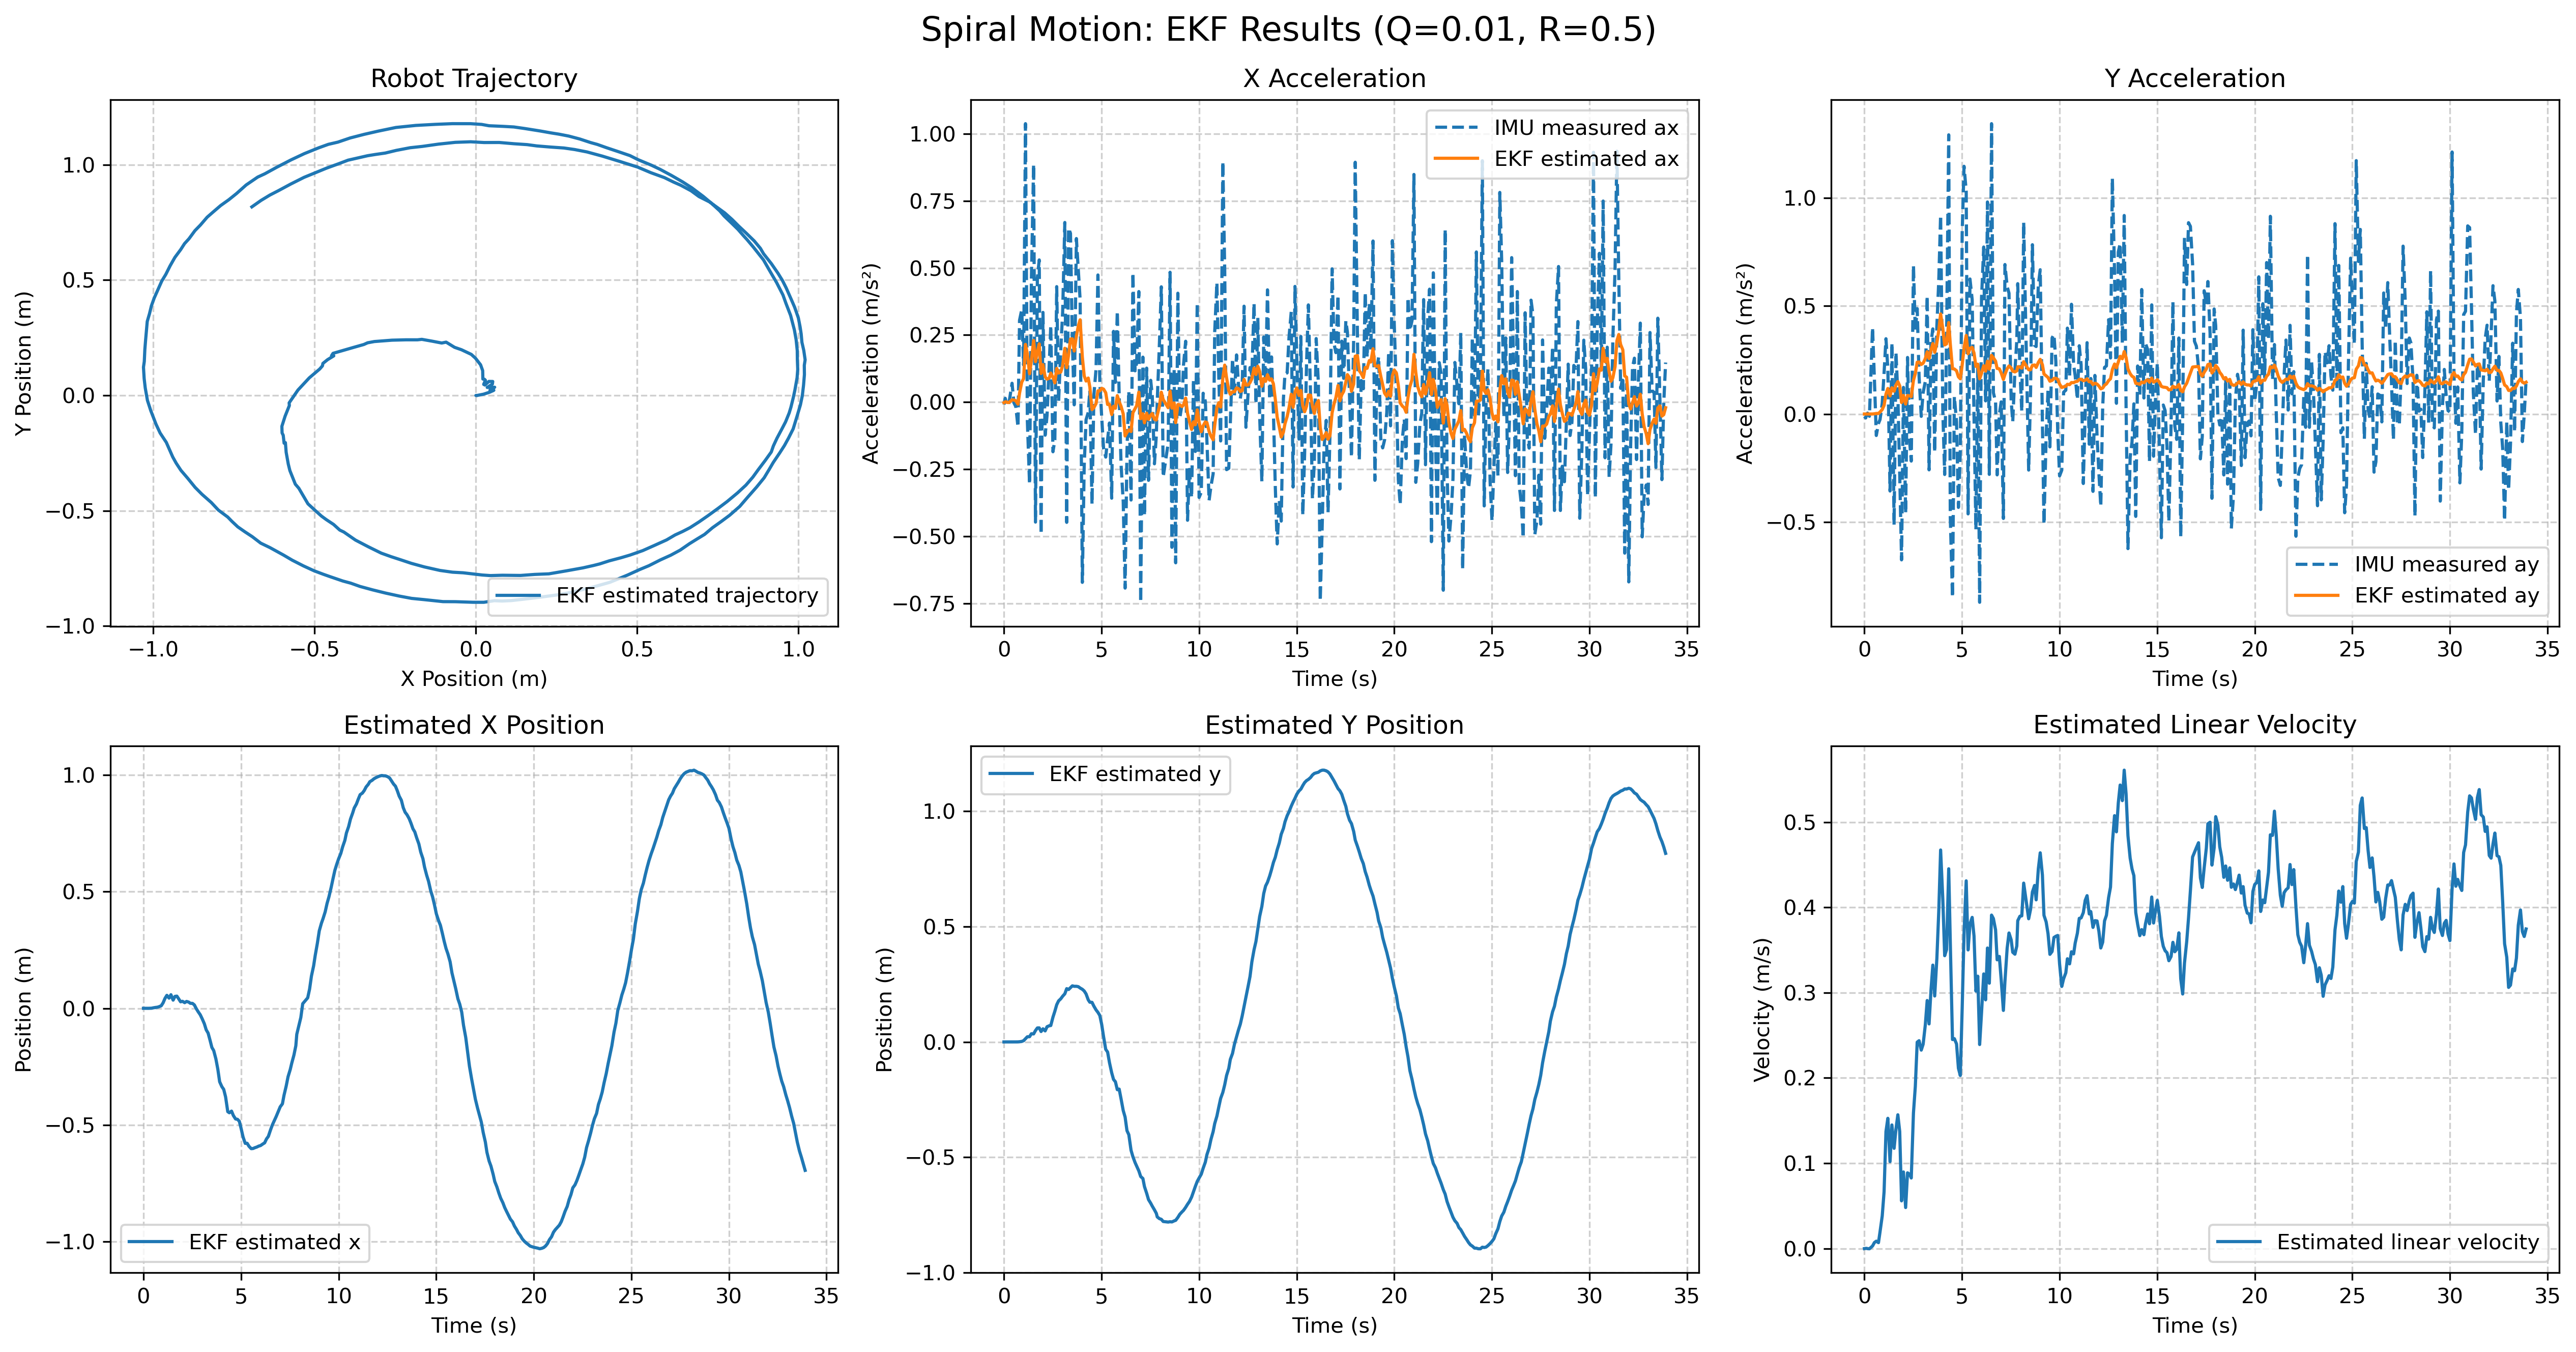 Spiral Motion: EKF Results (Q=0.01, R=0.5)
Robot Trajectory
Y Position (m)
1.0
0.5
0.0
−0.5
−1.0
EKF estimated trajectory
−1.0 −0.5 0.0 0.5 1.0
X Position (m)
X Acceleration
Acceleration (m/s²)
1.00
0.75
0.50
0.25
0.00
−0.25
−0.50
−0.75
IMU measured ax
EKF estimated ax
0 5 10 15 20 25 30 35
Time (s)
Y Acceleration
Acceleration (m/s²)
1.0
0.5
0.0
−0.5
IMU measured ay
EKF estimated ay
0 5 10 15 20 25 30 35
Time (s)
Estimated X Position
Position (m)
1.0
0.5
0.0
−0.5
−1.0
EKF estimated x
0 5 10 15 20 25 30 35
Time (s)
Estimated Y Position
Position (m)
EKF estimated y
1.0
0.5
0.0
−0.5
−1.0
0 5 10 15 20 25 30 35
Time (s)
Estimated Linear Velocity
Velocity (m/s)
0.5
0.4
0.3
0.2
0.1
0.0
Estimated linear velocity
0 5 10 15 20 25 30 35
Time (s)